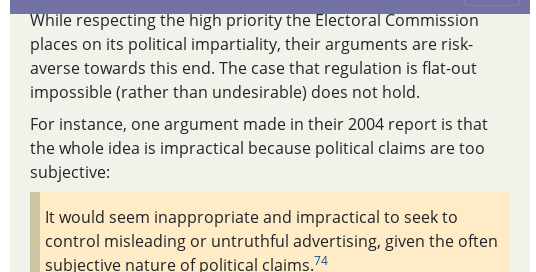 While respecting the high priority the Electoral Commission
places on its political impartiality, their arguments are risk-
averse towards this end. The case that regulation is flat-out
impossible (rather than undesirable) does not hold.
For instance, one argument made in their 2004 report is that
the whole idea is impractical because political claims are too
subjective:
It would seem inappropriate and impractical to seek to
control misleading or untruthful advertising, given the often
subjective nature of political claims.74